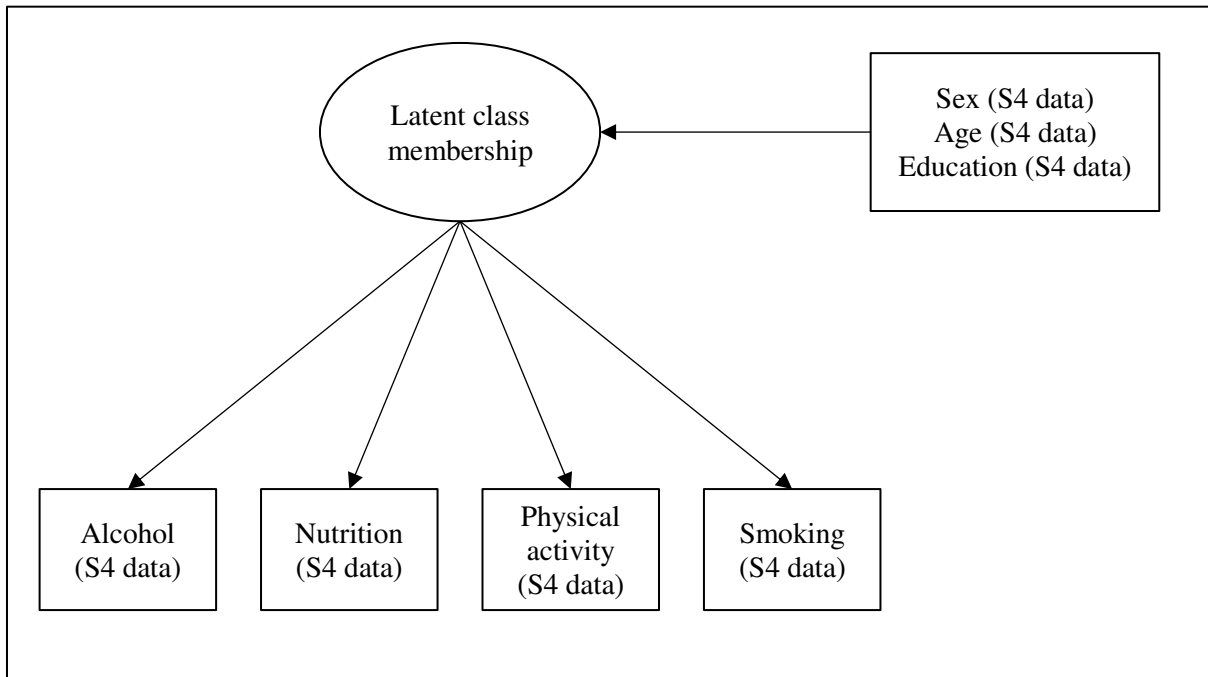 Latent class
membership
Sex (S4 data)
Age (S4 data)
Education (S4 data)
Alcohol
(S4 data)
Nutrition
(S4 data)
Physical
activity
(S4 data)
Smoking
(S4 data)